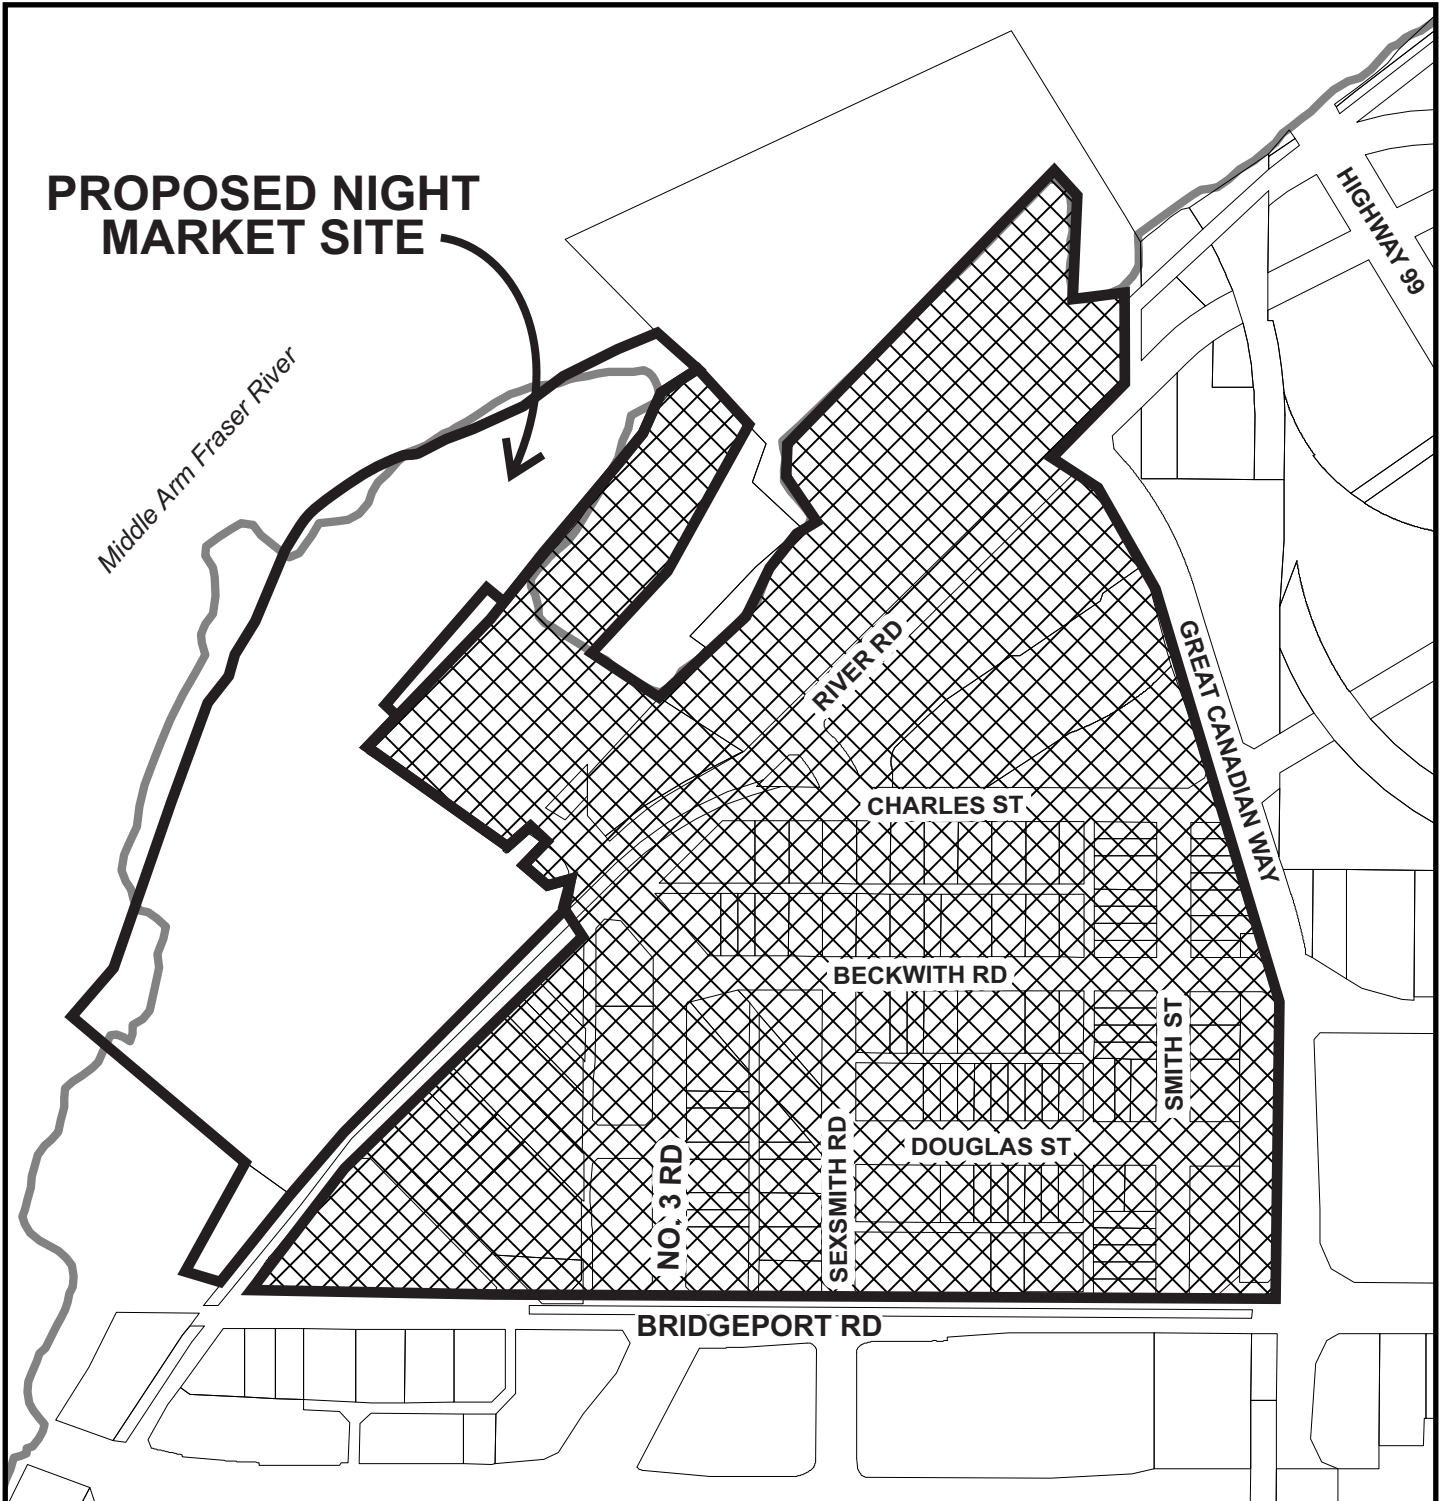 PROPOSED NIGHT
MARKET SITE
HIGHWAY 99
Middle Arm Fraser River
RIVER RD
GREAT CANADIAN WAY
CHARLES ST
BECKWITH RD
SMITH ST
DOUGLAS ST
NO. 3 RD
SEXSMITH RD
BRIDGEPORT RD